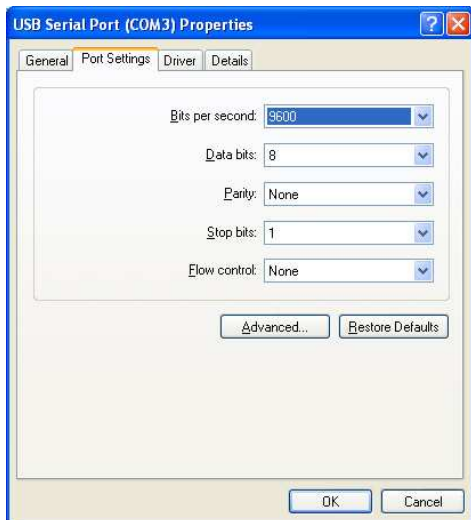 USB Serial Port (COM3) Properties
General Port Settings Driver Details
Bits per second: 9600
Data bits: 8
Parity: None
Stop bits: 1
Flow control: None
Advanced... Restore Defaults
OK Cancel